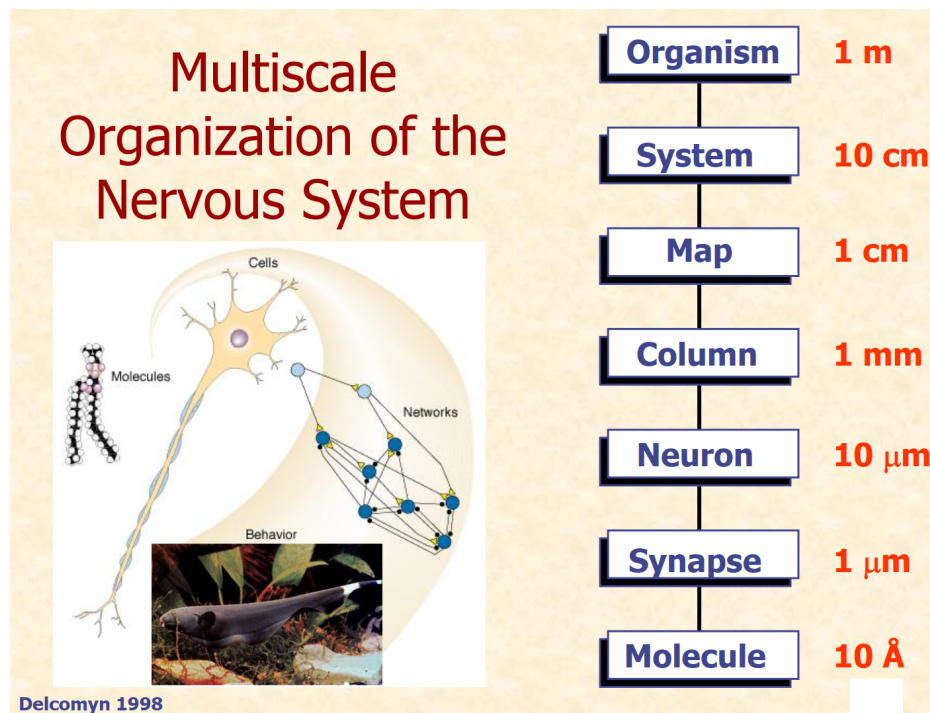 Multiscale
Organization of the
Nervous System
Cells
Molecules
Networks
Behavior
Delcomyn 1998
Organism 1 m
System 10 cm
Map 1 cm
Column 1 mm
Neuron 10 μm
Synapse 1 μm
Molecule 10 Å